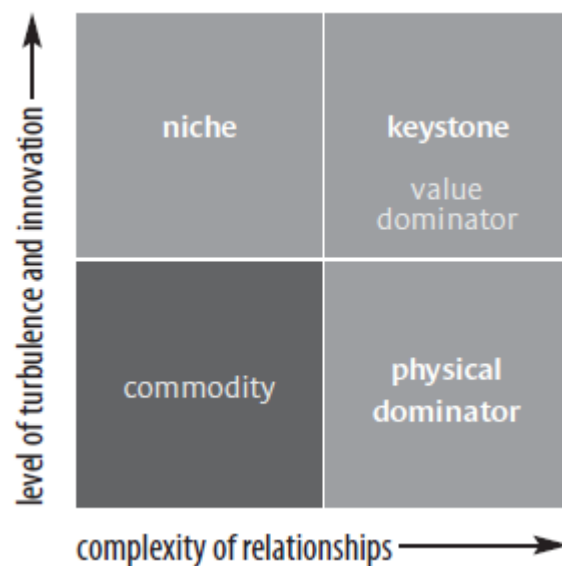 level of turbulence and innovation
niche
keystone
value
dominator
commodity
physical
dominator
complexity of relationships